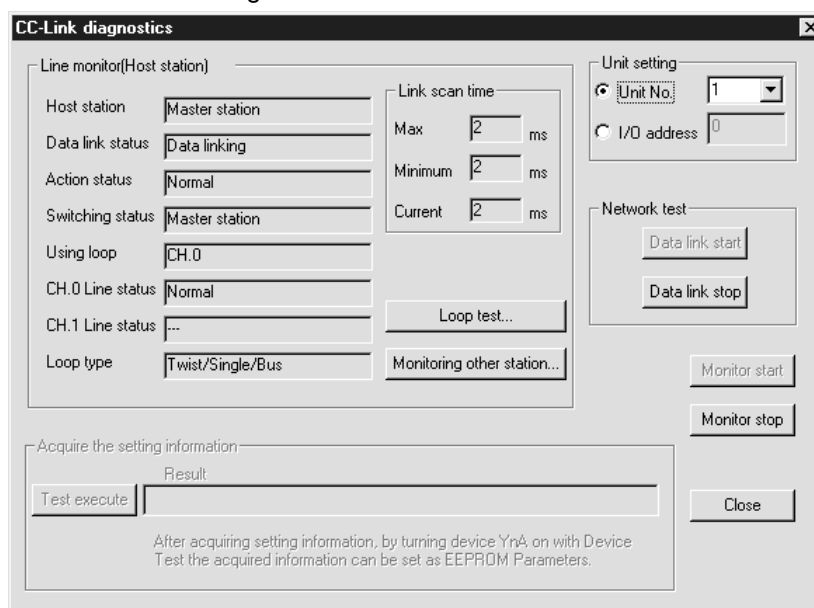 CC-Link diagnostics
Line monitor(Host station)
Host station Master station
Data link status Data linking
Action status Normal
Switching status Master station
Using loop CH.0
CH.0 Line status Normal
CH.1 Line status ---
Loop type Twist/Single/Bus
Link scan time
Max 2 ms
Minimum 2 ms
Current 2 ms
Loop test...
Monitoring other station...
Unit setting
Unit No. 1
I/O address 0
Network test
Data link start
Data link stop
Monitor start
Monitor stop
Close
Acquire the setting information
Result
Test execute
After acquiring setting information, by turning device YnA on with Device
Test the acquired information can be set as EEPROM Parameters.